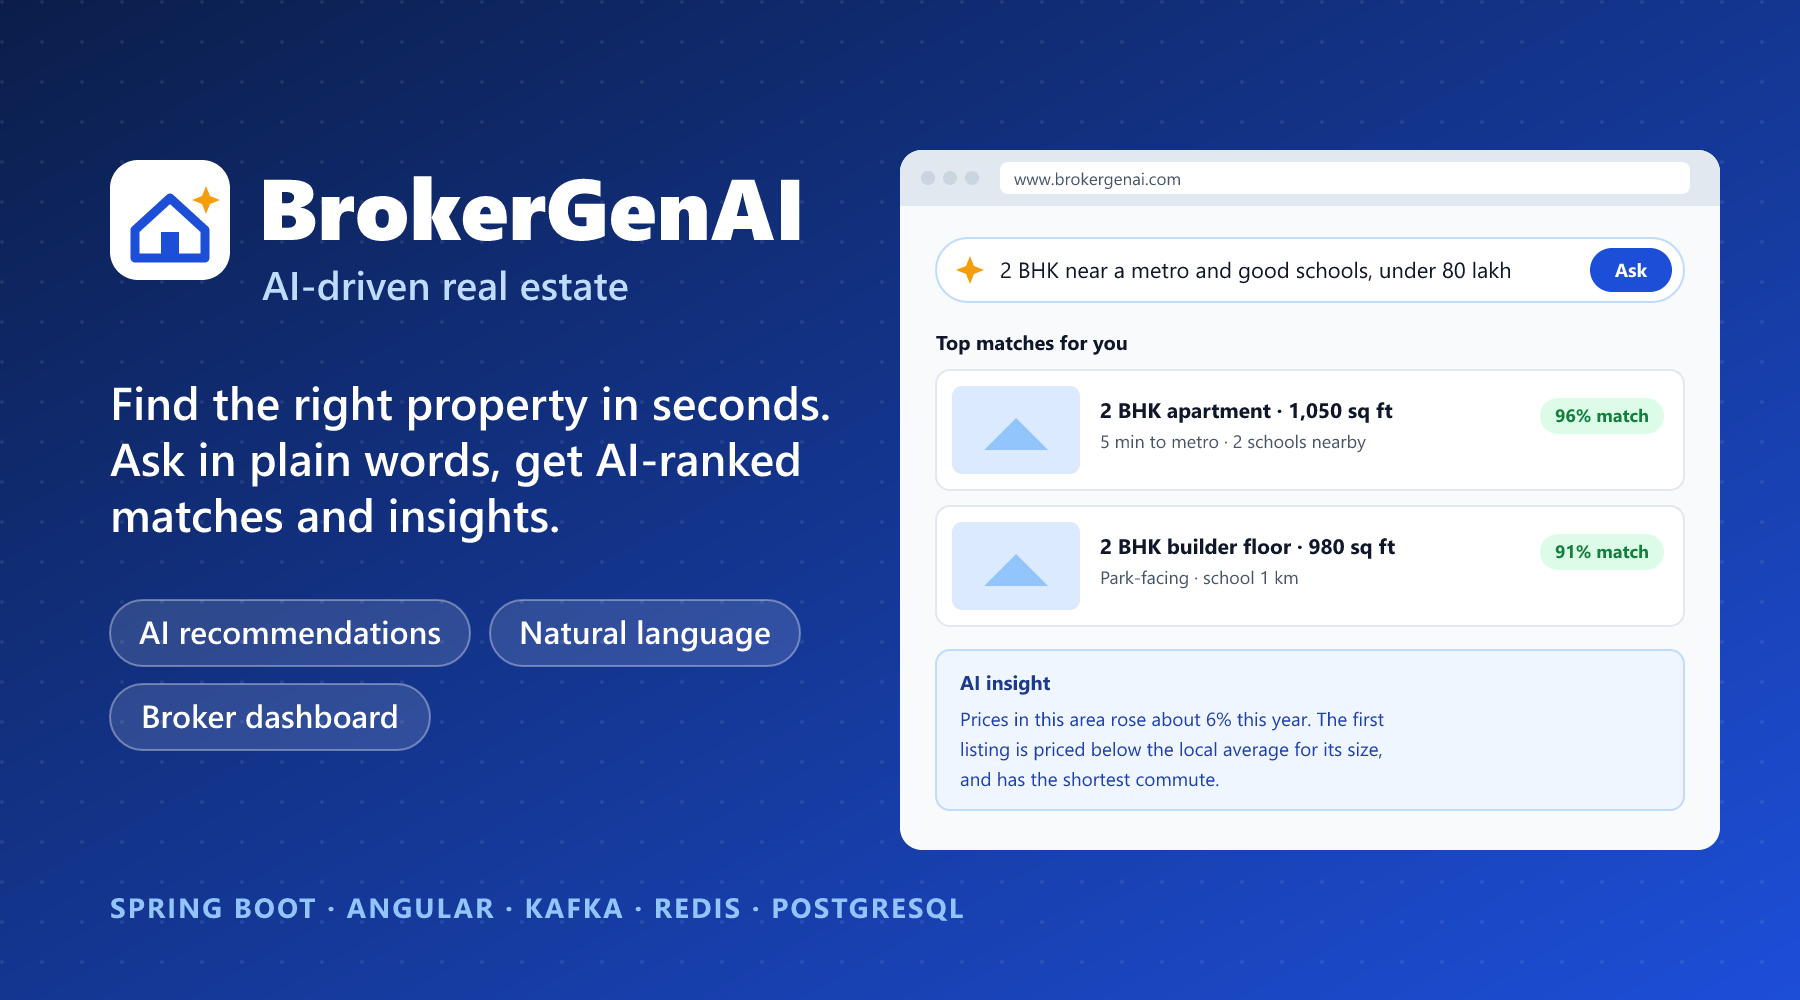 BrokerGenAI
AI-driven real estate
Find the right property in seconds.
Ask in plain words, get AI-ranked
matches and insights.
AI recommendations
Natural language
Broker dashboard
SPRING BOOT · ANGULAR · KAFKA · REDIS · POSTGRESQL
www.brokergenai.com
2 BHK near a metro and good schools, under 80 lakh
Ask
Top matches for you
2 BHK apartment · 1,050 sq ft
96% match
5 min to metro · 2 schools nearby
2 BHK builder floor · 980 sq ft
91% match
Park-facing · school 1 km
AI insight
Prices in this area rose about 6% this year. The first
listing is priced below the local average for its size,
and has the shortest commute.